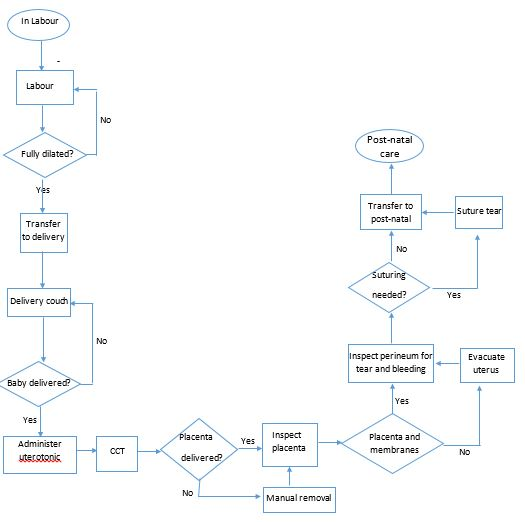 In Labour
-
Labour
No
Fully dilated?
Yes
Transfer
to delivery
Delivery couch
No
Baby delivered?
Yes
Administer
uterotonic
CCT
Placenta
delivered?
Yes
No
Manual removal
Inspect
placenta
Placenta and
membranes
No
Yes
Evacuate
uterus
Inspect perineum for
tear and bleeding
Suturing
needed?
Yes
No
Suture tear
Transfer to
post-natal
Post-natal
care